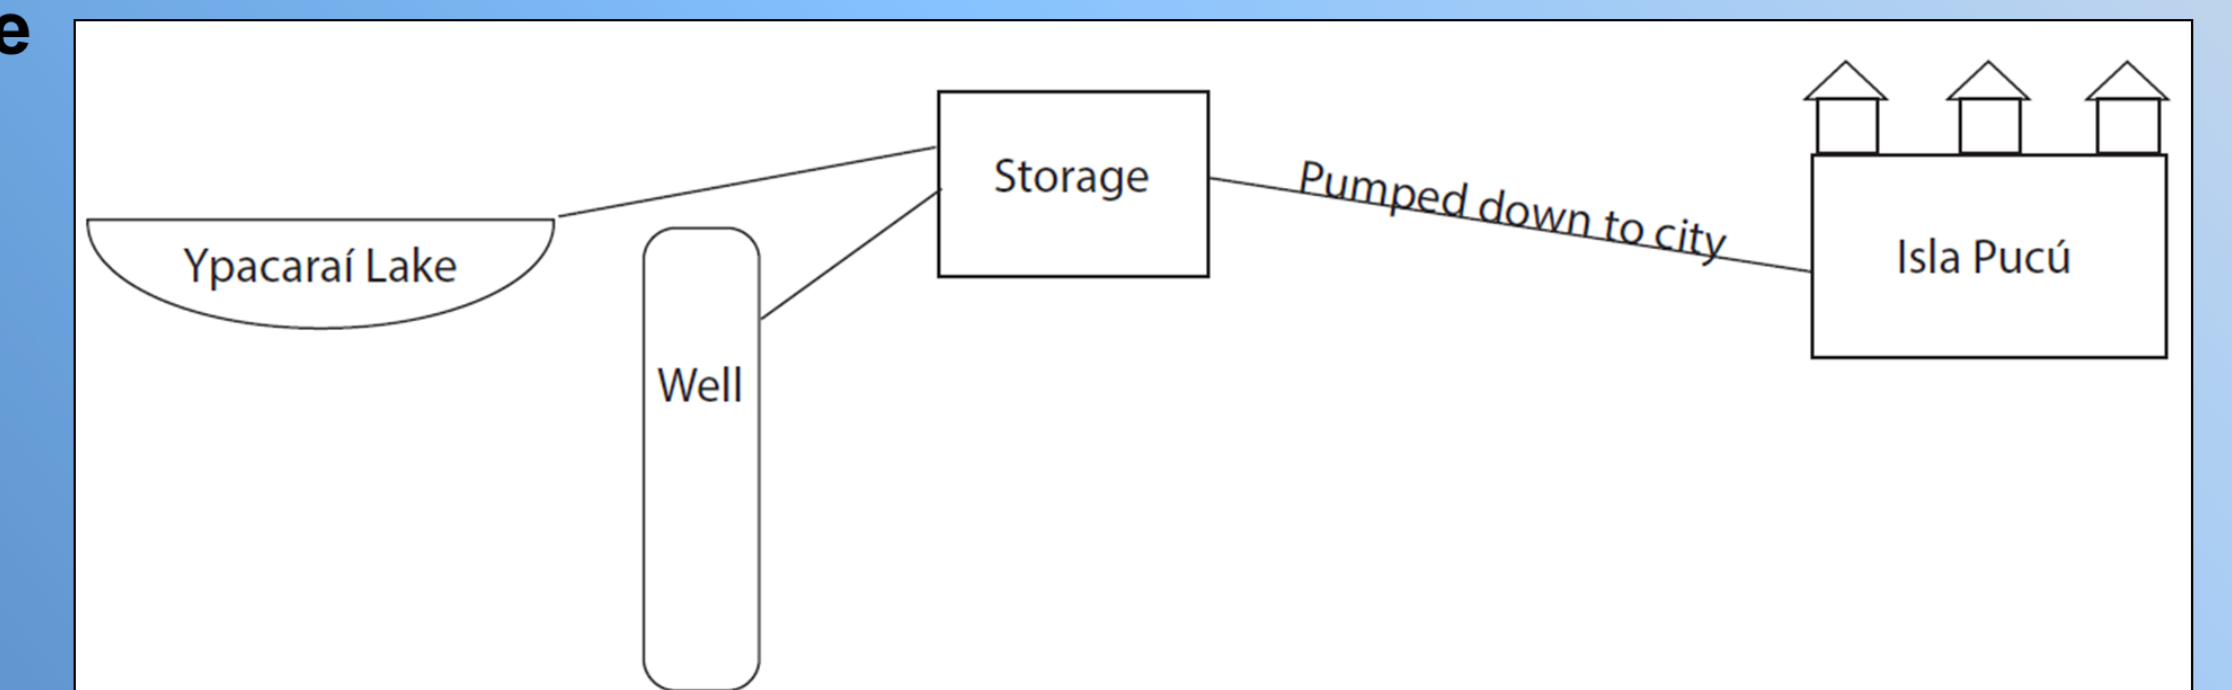 e
Storage
Pumped down to city
Ypacaraí Lake
Isla Pucú
Well